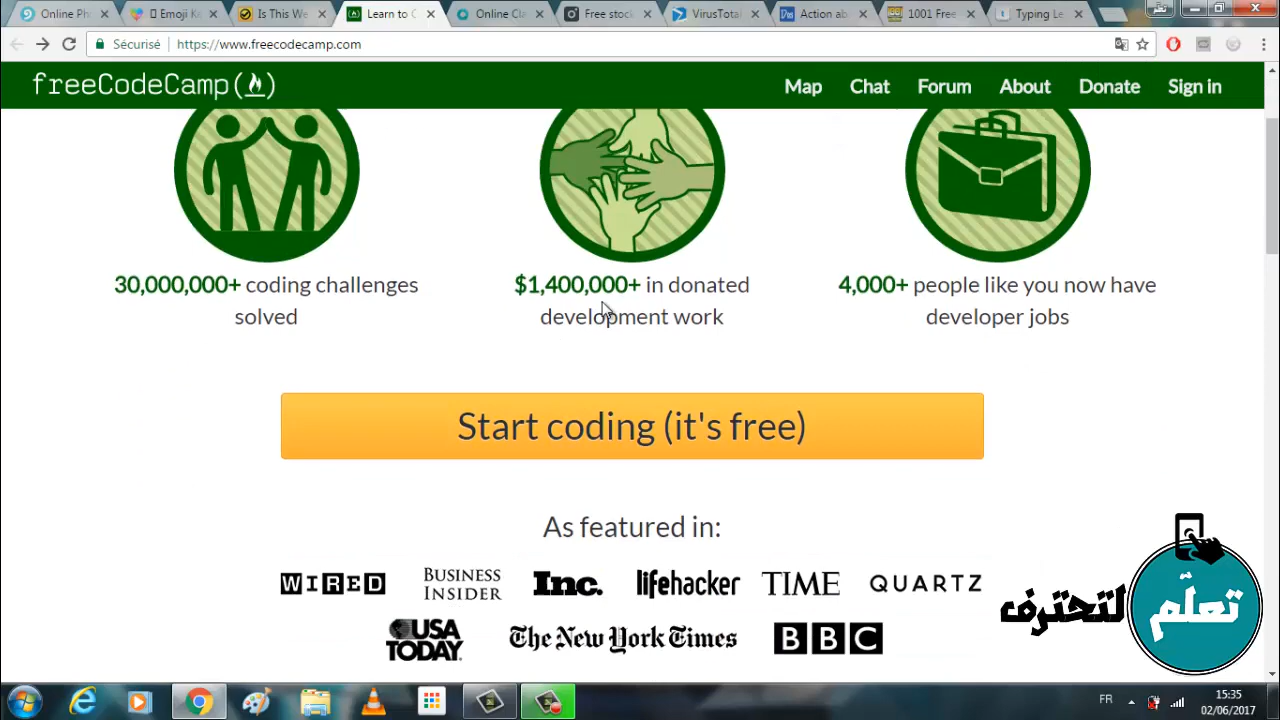 Online Ph
Emoji Ke
Is This We
Learn to C
Online Cl
Free stoc
VirusTotal
Action ab
1001 Free
Typing Le
Sécurisé
https://www.freecodecamp.com
freeCodeCamp
Map
Chat
Forum
About
Donate
Sign in
30,000,000+ coding challenges
solved
$1,400,000+ in donated
development work
4,000+ people like you now have
developer jobs
Start coding (it's free)
As featured in:
WIRED
BUSINESS
INSIDER
Inc.
lifehacker
TIME
QUARTZ
USA
TODAY
The New York Times
BBC
تعلّم
لتحترف
FR
15:35
02/06/2017